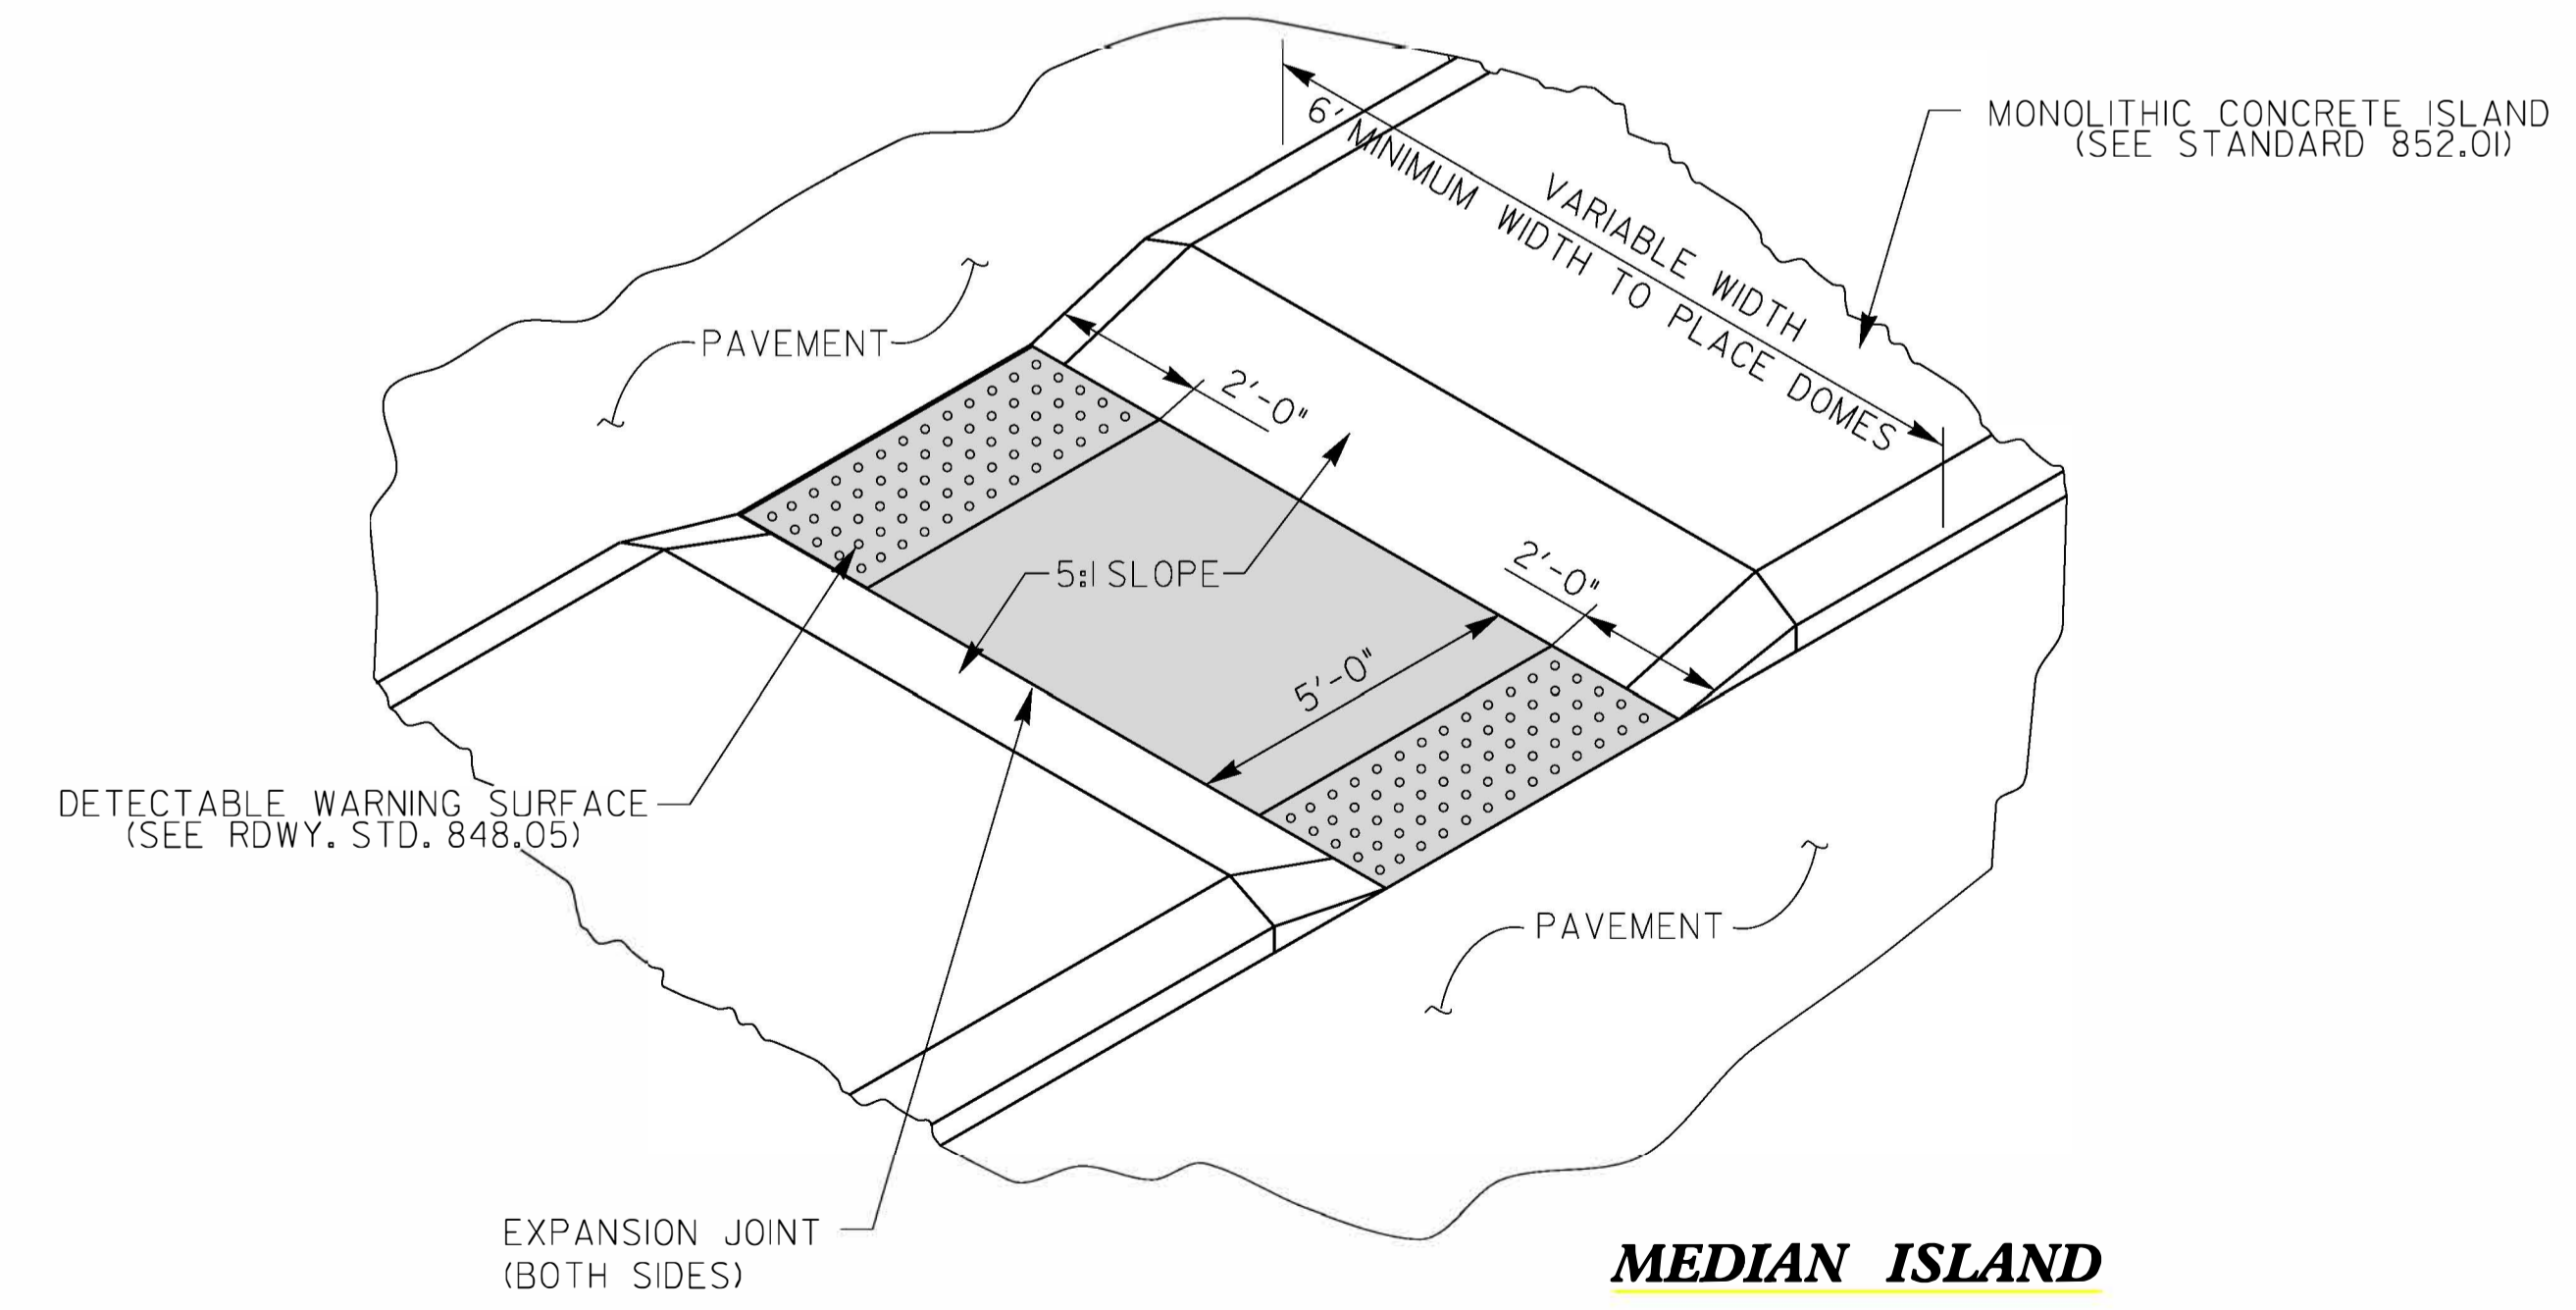 MONOLITHIC CONCRETE ISLAND
(SEE STANDARD 852.01)
VARIABLE WIDTH
6' MINIMUM WIDTH TO PLACE DOMES
PAVEMENT
2'-0"
5:1 SLOPE
2'-0"
5'-0"
DETECTABLE WARNING SURFACE
(SEE RDWY. STD. 848.05)
PAVEMENT
EXPANSION JOINT
(BOTH SIDES)
MEDIAN ISLAND